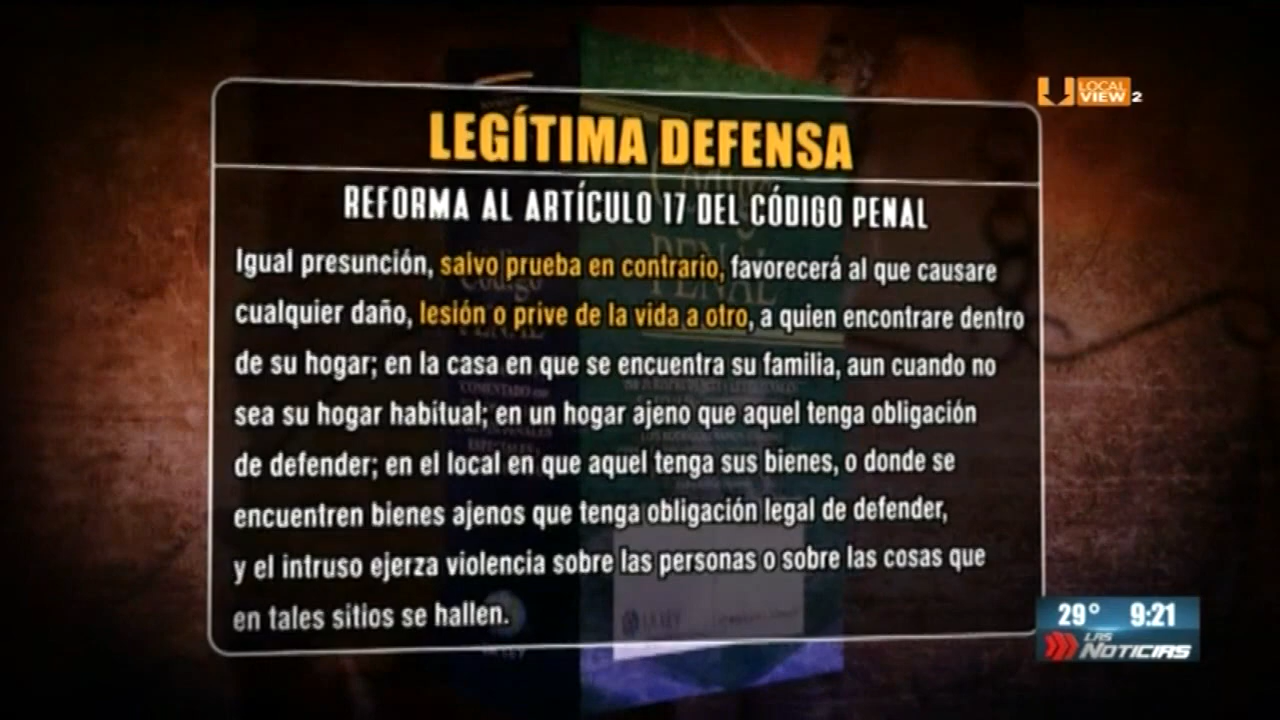 LOCAL
VIEW 2
LEGÍTIMA DEFENSA
REFORMA AL ARTÍCULO 17 DEL CÓDIGO PENAL
Igual presunción, salvo prueba en contrario, favorecerá al que causare
cualquier daño, lesión o prive de la vida a otro, a quien encontrare dentro
de su hogar; en la casa en que se encuentra su familia, aun cuando no
sea su hogar habitual; en un hogar ajeno que aquel tenga obligación
de defender; en el local en que aquel tenga sus bienes, o donde se
encuentren bienes ajenos que tenga obligación legal de defender,
y el intruso ejerza violencia sobre las personas o sobre las cosas que
en tales sitios se hallen.
29° 9:21
LAS
NOTICIAS
Código
PENAL
Código
LA LEY